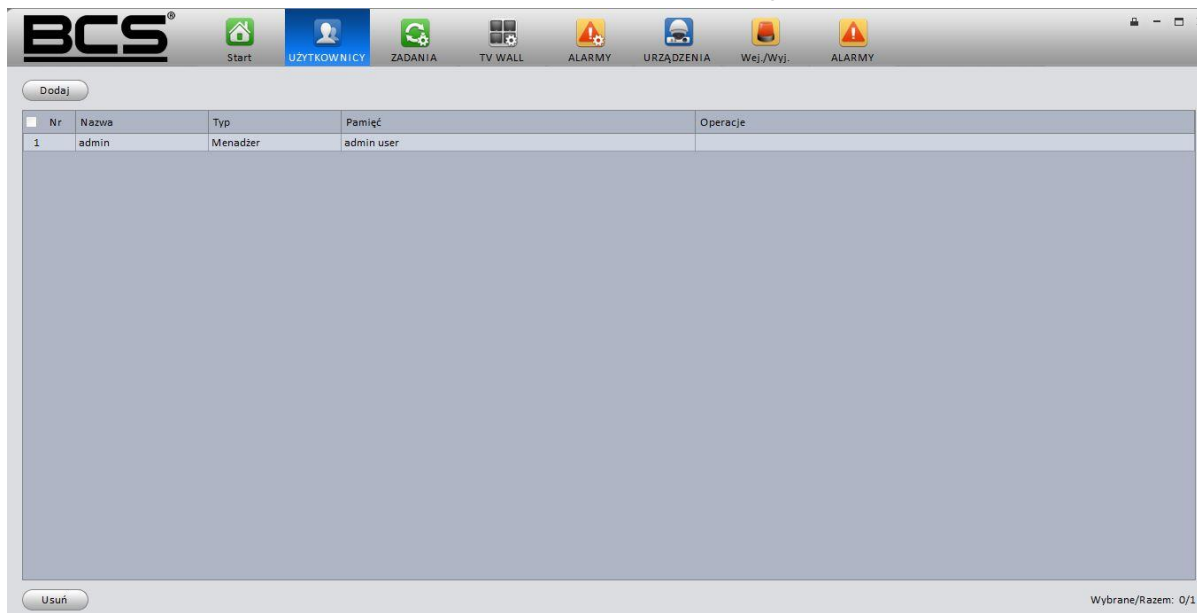 BCS®
Start UŻYTKOWNICY ZADANIA TV WALL ALARMY URZĄDZENIA Wej./Wyj. ALARMY
Dodaj
Nr Nazwa Typ Pamięć Operacje
1 admin Menadżer admin user
Usuń Wybrane/Razem: 0/1